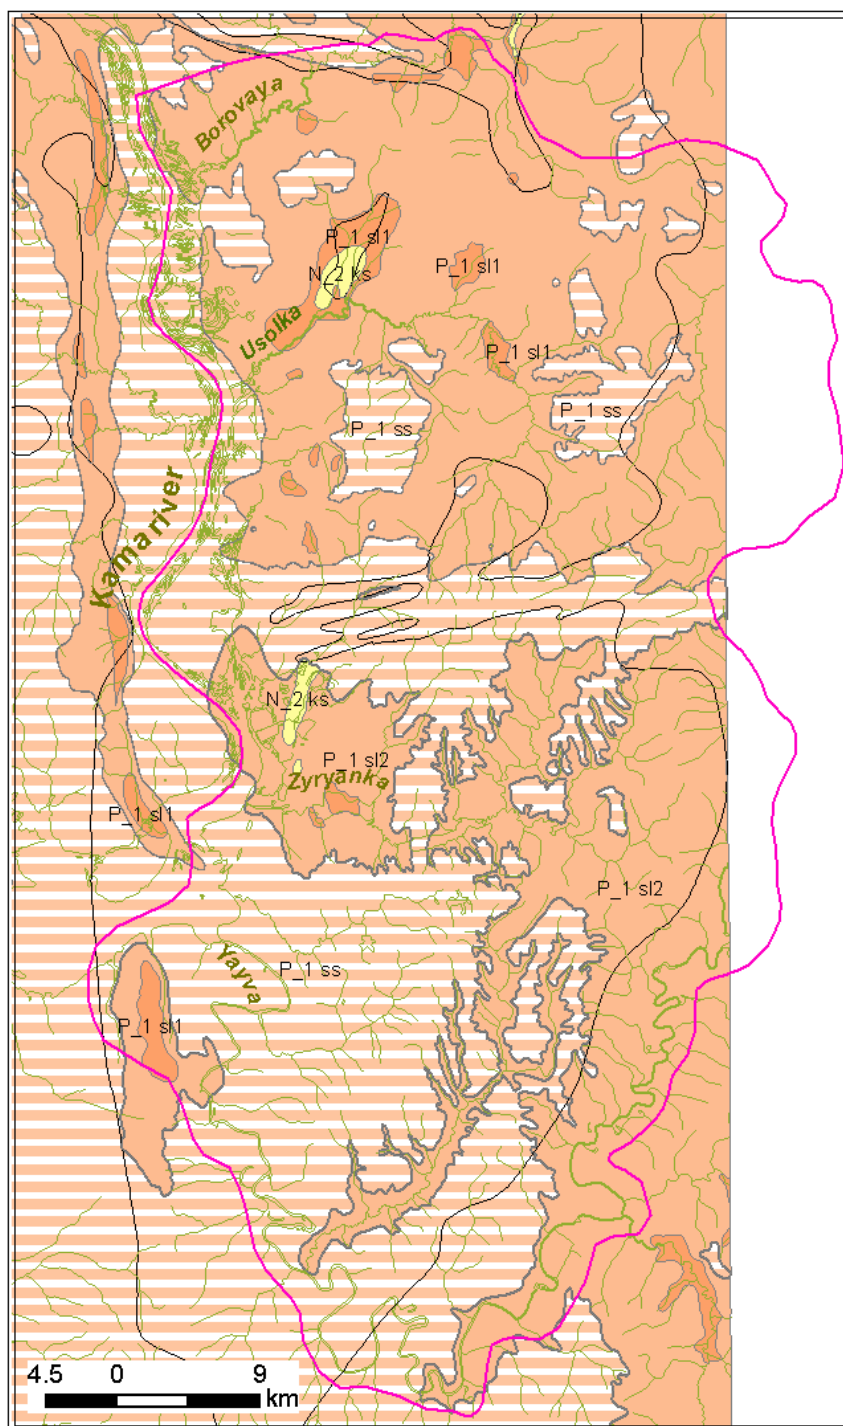 Borovaya
P_1 sl1
N_2 ks
P_1 sl1
Usolka
P_1 sl1
P_1 ss
P_1 ss
Kama river
N_2 ks
P_1 sl2
Zyryanka
P_1 sl1
P_1 sl2
Yayva
P_1 ss
P_1 sl1
4.5 0 9
km